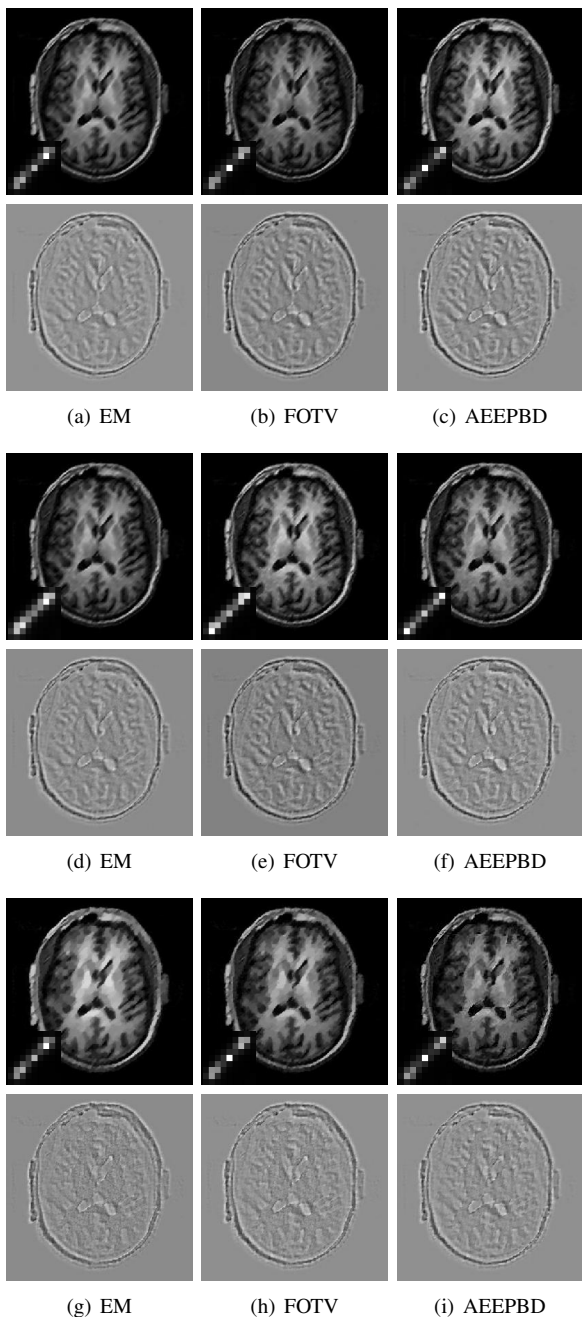 (a) EM
(b) FOTV
(c) AEEPBD
(d) EM
(e) FOTV
(f) AEEPBD
(g) EM
(h) FOTV
(i) AEEPBD